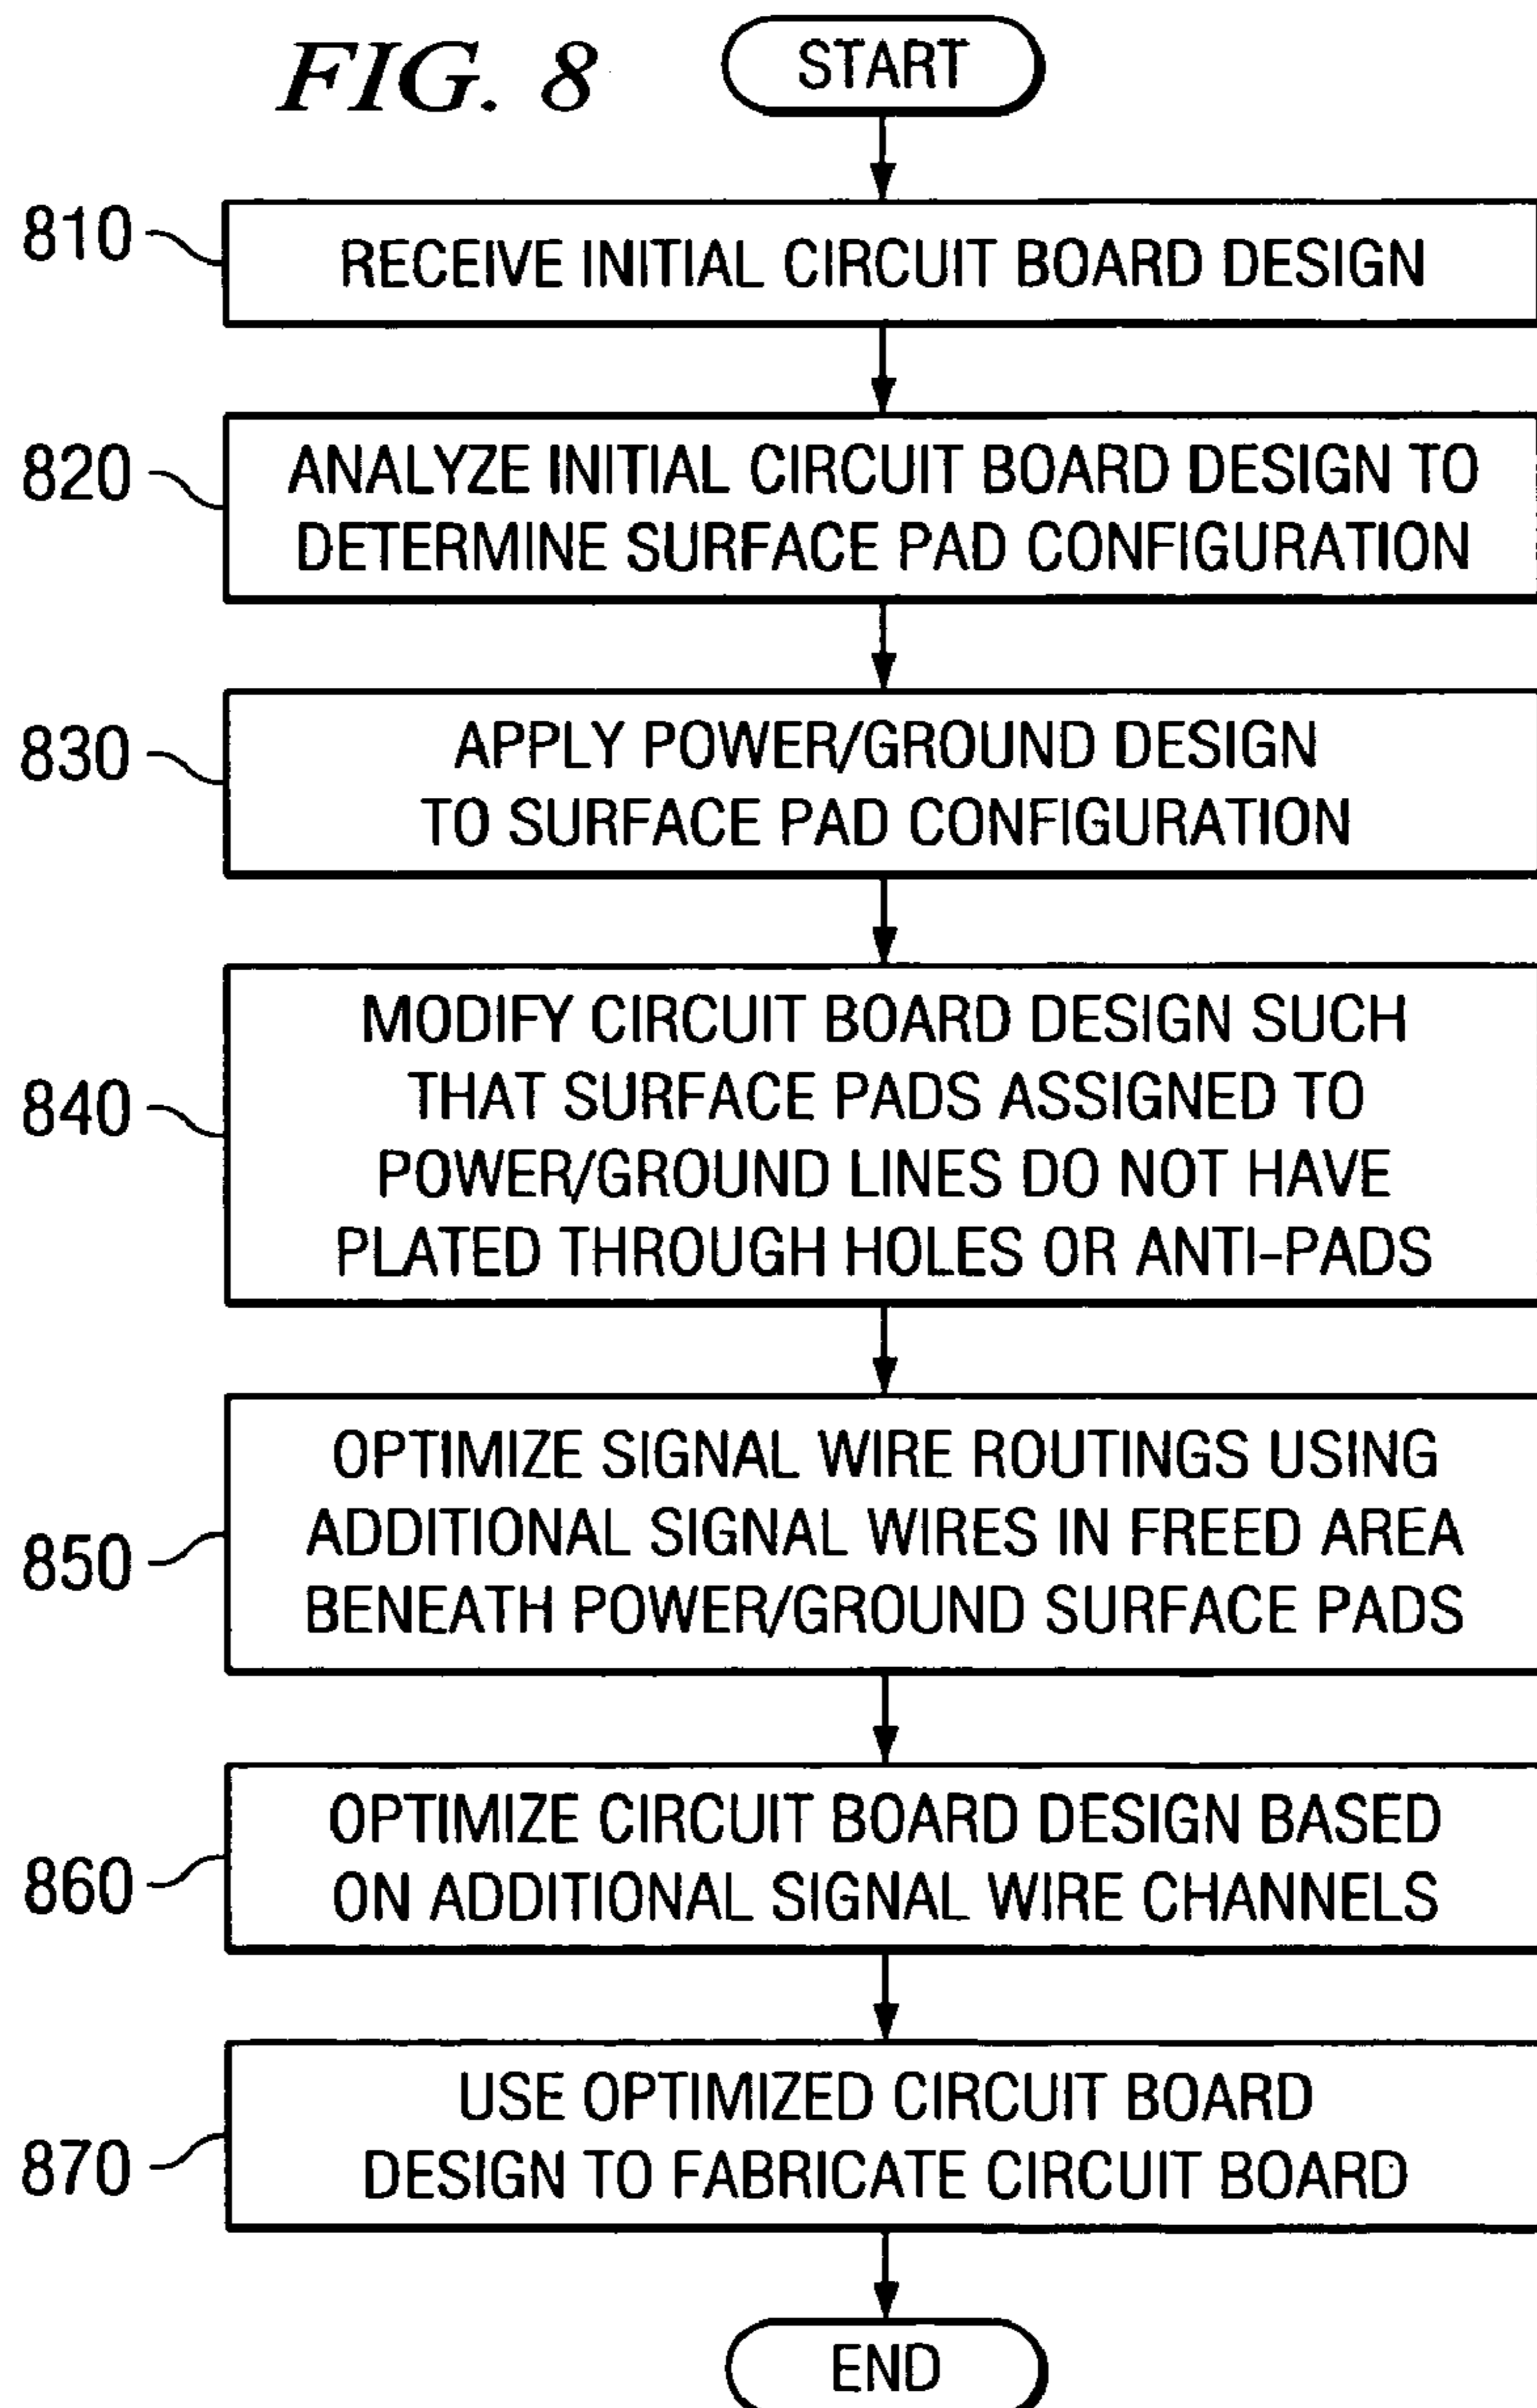 FIG. 8
START
810
RECEIVE INITIAL CIRCUIT BOARD DESIGN
820
ANALYZE INITIAL CIRCUIT BOARD DESIGN TO
DETERMINE SURFACE PAD CONFIGURATION
830
APPLY POWER/GROUND DESIGN
TO SURFACE PAD CONFIGURATION
840
MODIFY CIRCUIT BOARD DESIGN SUCH
THAT SURFACE PADS ASSIGNED TO
POWER/GROUND LINES DO NOT HAVE
PLATED THROUGH HOLES OR ANTI-PADS
850
OPTIMIZE SIGNAL WIRE ROUTINGS USING
ADDITIONAL SIGNAL WIRES IN FREED AREA
BENEATH POWER/GROUND SURFACE PADS
860
OPTIMIZE CIRCUIT BOARD DESIGN BASED
ON ADDITIONAL SIGNAL WIRE CHANNELS
870
USE OPTIMIZED CIRCUIT BOARD
DESIGN TO FABRICATE CIRCUIT BOARD
END